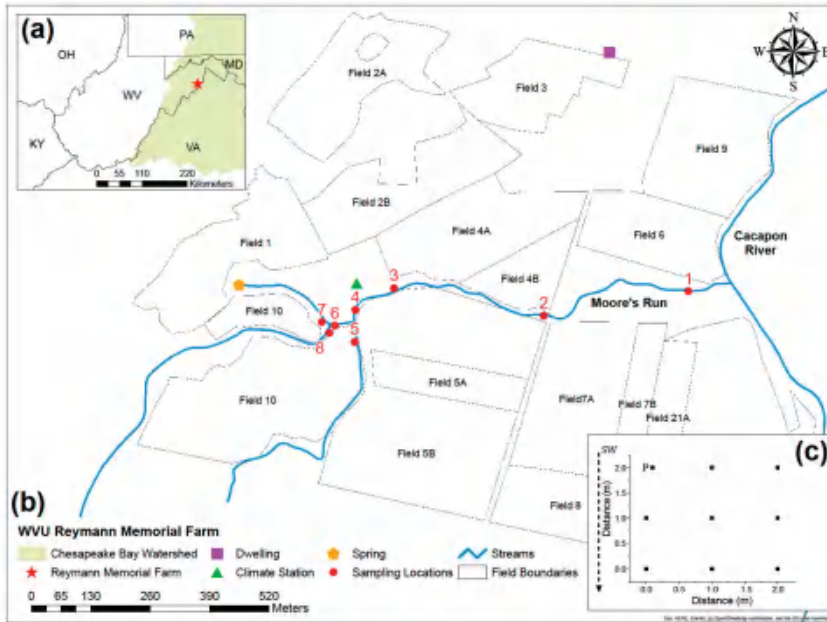 (a)
PA
OH
MD
WV
KY
VA
0 55 110 220
Kilometers
N
W E
S
Field 2A
Field 3
Field 9
Field 2B
Field 1
Field 4A
Field 6
Cacapon
River
Field 4B
3
1
4
2
Moore's Run
7
6
5
8
Field 10
Field 10
Field 5A
Field7A
Field 7B
Field 21A
Field 5B
Field 8
(c)
SW
Distance (m)
2.0
1.0
0.0
P
0.0 1.0 2.0
Distance (m)
(b)
WVU Reymann Memorial Farm
Chesapeake Bay Watershed
Dwelling
Spring
Streams
Reymann Memorial Farm
Climate Station
Sampling Locations
Field Boundaries
0 65 130 260 390 520
Meters